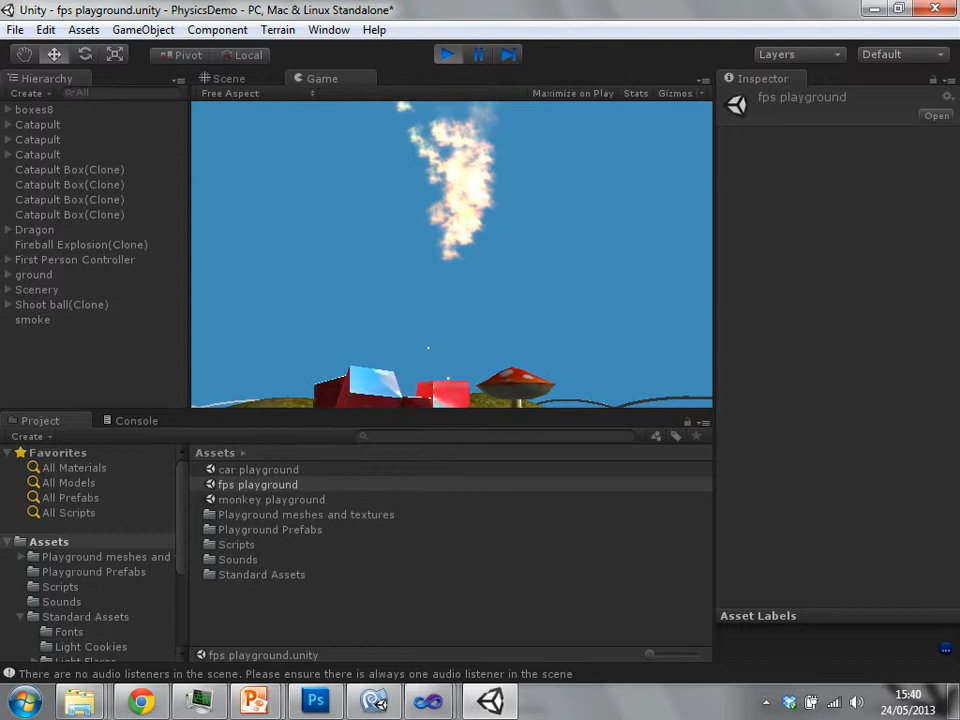 Unity - fps playground.unity - PhysicsDemo - PC, Mac & Linux Standalone*
File Edit Assets GameObject Component Terrain Window Help
Pivot Local Layers Default
Hierarchy
Create All
boxes8
Catapult
Catapult
Catapult
Catapult Box(Clone)
Catapult Box(Clone)
Catapult Box(Clone)
Catapult Box(Clone)
Dragon
Fireball Explosion(Clone)
First Person Controller
ground
Scenery
Shoot ball(Clone)
smoke
Scene Game
Free Aspect Maximize on Play Stats Gizmos
Inspector
fps playground
Open
Project Console
Create
Favorites
All Materials
All Models
All Prefabs
All Scripts
Assets
Playground meshes and
Playground Prefabs
Scripts
Sounds
Standard Assets
Fonts
Light Cookies
Light Flares
Assets
car playground
fps playground
monkey playground
Playground meshes and textures
Playground Prefabs
Scripts
Sounds
Standard Assets
fps playground.unity
Asset Labels
There are no audio listeners in the scene. Please ensure there is always one audio listener in the scene
Ps
15:40
24/05/2013